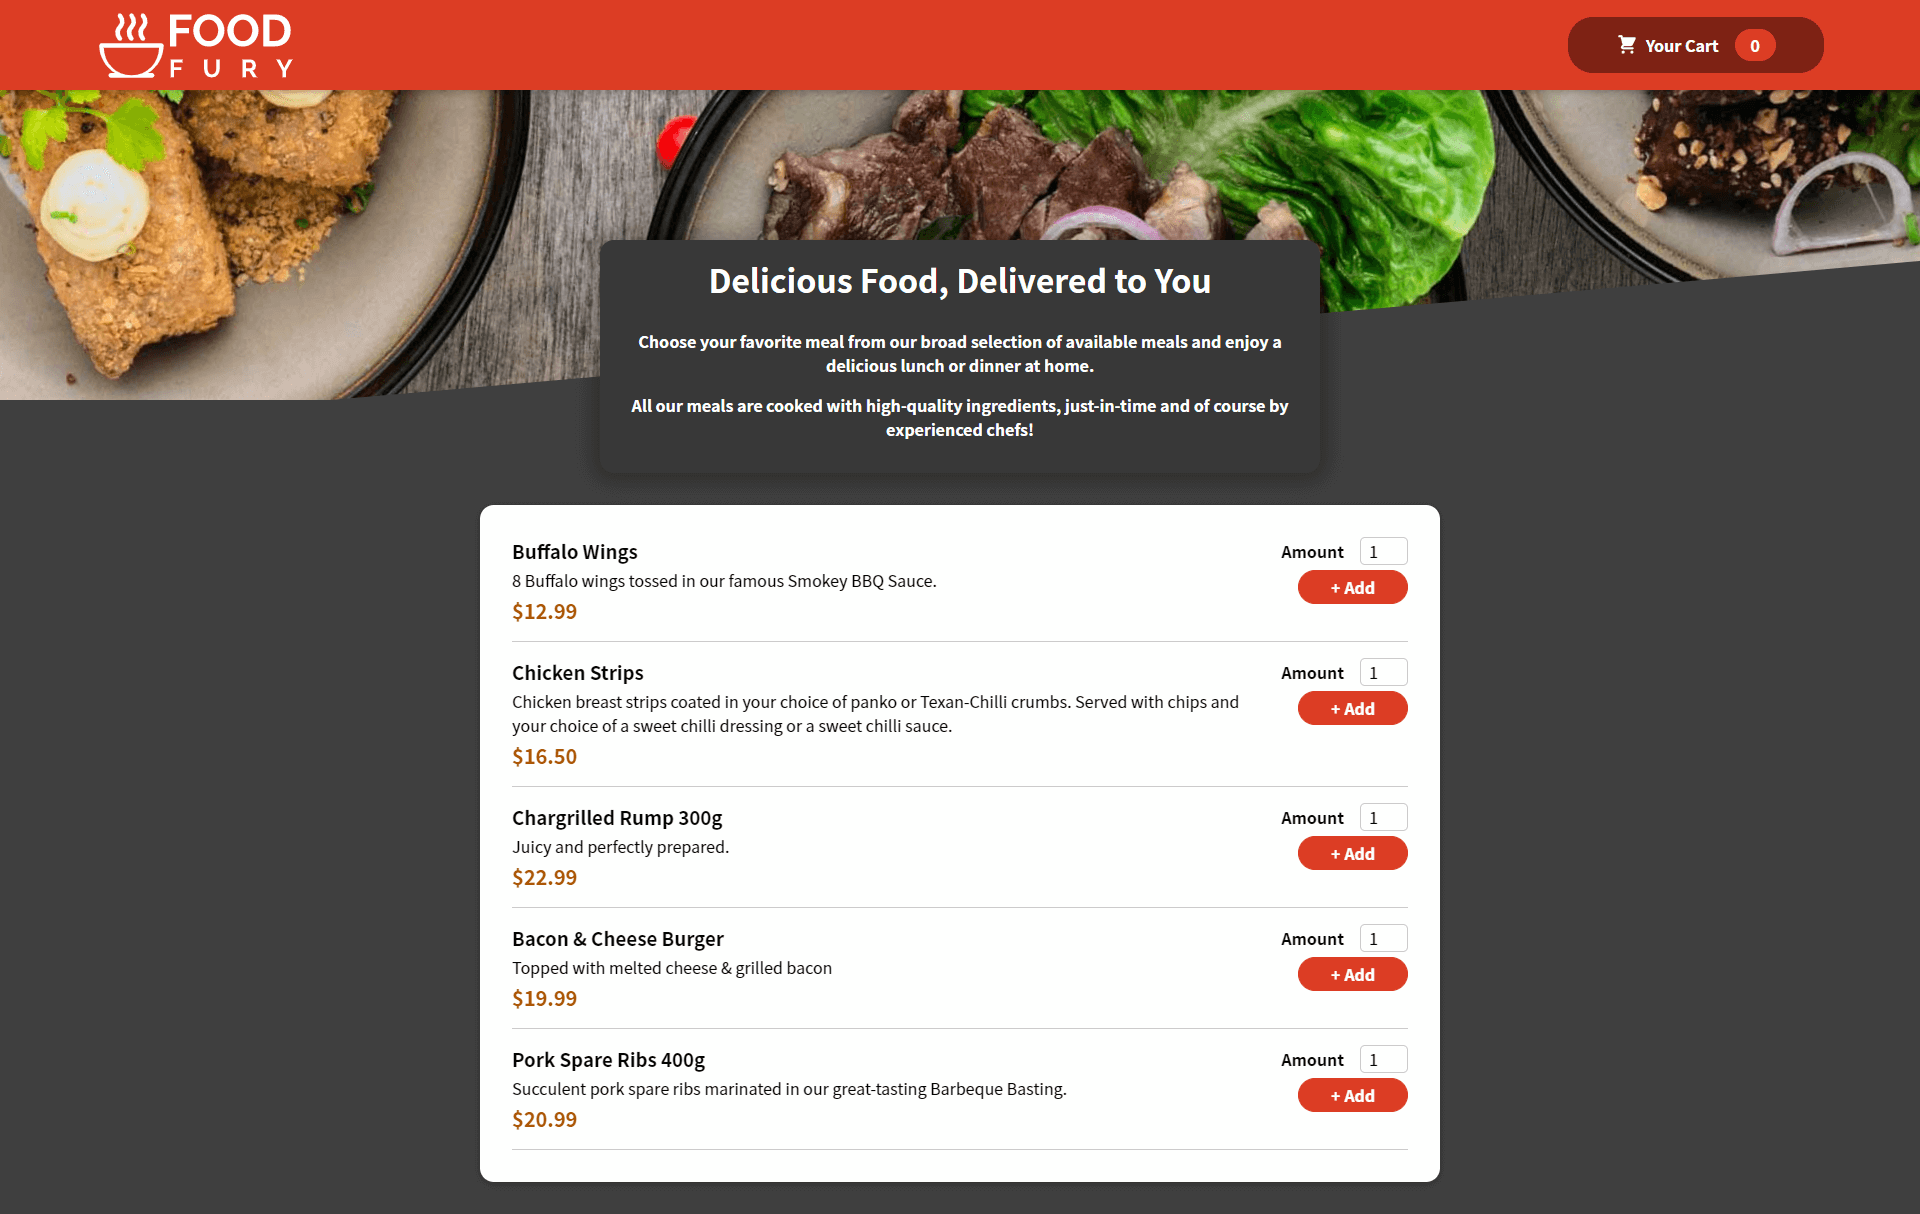 FOOD
FURY
Your Cart 0
Delicious Food, Delivered to You
Choose your favorite meal from our broad selection of available meals and enjoy a
delicious lunch or dinner at home.
All our meals are cooked with high-quality ingredients, just-in-time and of course by
experienced chefs!
Buffalo Wings
8 Buffalo wings tossed in our famous Smokey BBQ Sauce.
$12.99
Amount 1
+ Add
Chicken Strips
Chicken breast strips coated in your choice of panko or Texan-Chilli crumbs. Served with chips and
your choice of a sweet chilli dressing or a sweet chilli sauce.
$16.50
Amount 1
+ Add
Chargrilled Rump 300g
Juicy and perfectly prepared.
$22.99
Amount 1
+ Add
Bacon & Cheese Burger
Topped with melted cheese & grilled bacon
$19.99
Amount 1
+ Add
Pork Spare Ribs 400g
Succulent pork spare ribs marinated in our great-tasting Barbeque Basting.
$20.99
Amount 1
+ Add